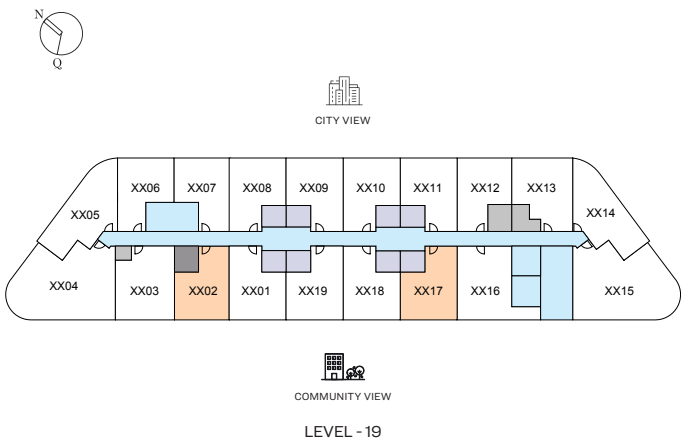 N
Q
CITY VIEW
XX06 XX07 XX08 XX09 XX10 XX11 XX12 XX13
XX05 XX14
XX04 XX03 XX02 XX01 XX19 XX18 XX17 XX16 XX15
COMMUNITY VIEW
LEVEL - 19